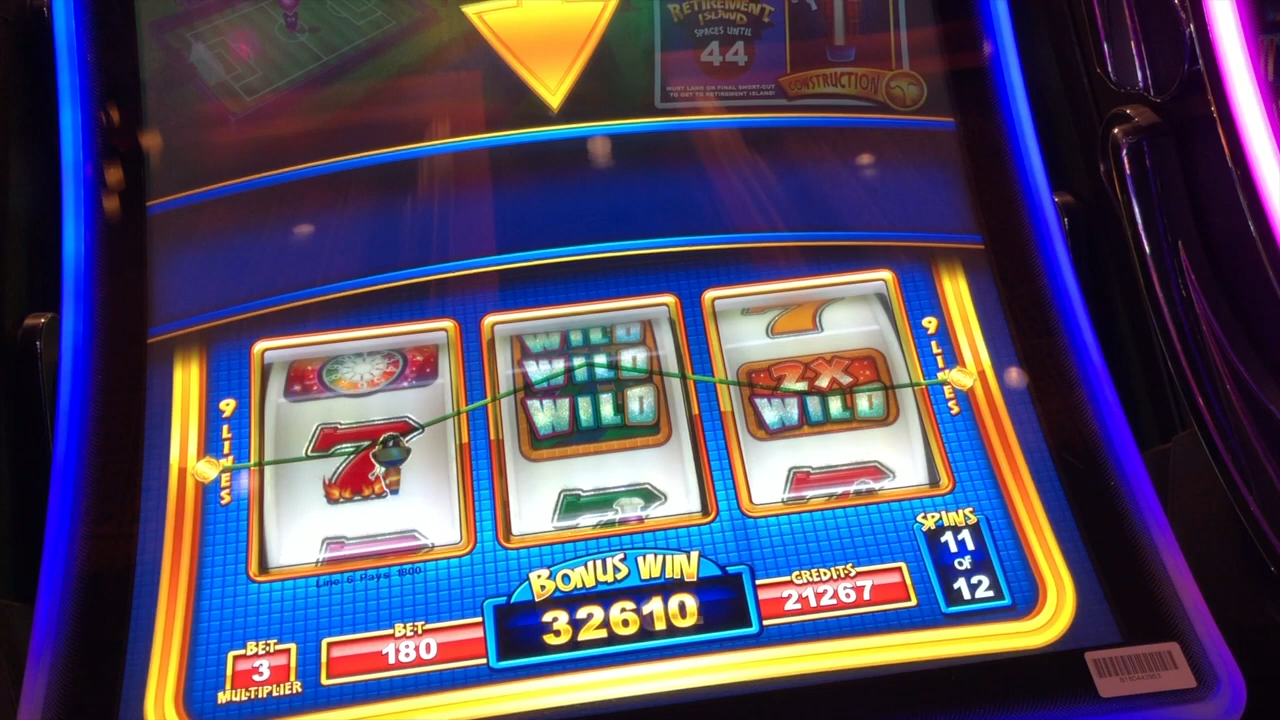 RETIREMENT
ISLAND
SPACES UNTIL
44
MUST LAND ON FINAL SHORT-CUT
TO GET TO RETIREMENT ISLAND!
CONSTRUCTION
9 LINES
7
WILD
WILD
WILD
7
2X
WILD
9 LINES
Line 6 Pays 1800
BET
3
MULTIPLIER
BET
180
BONUS WIN
32610
CREDITS
21267
SPINS
11
OF
12